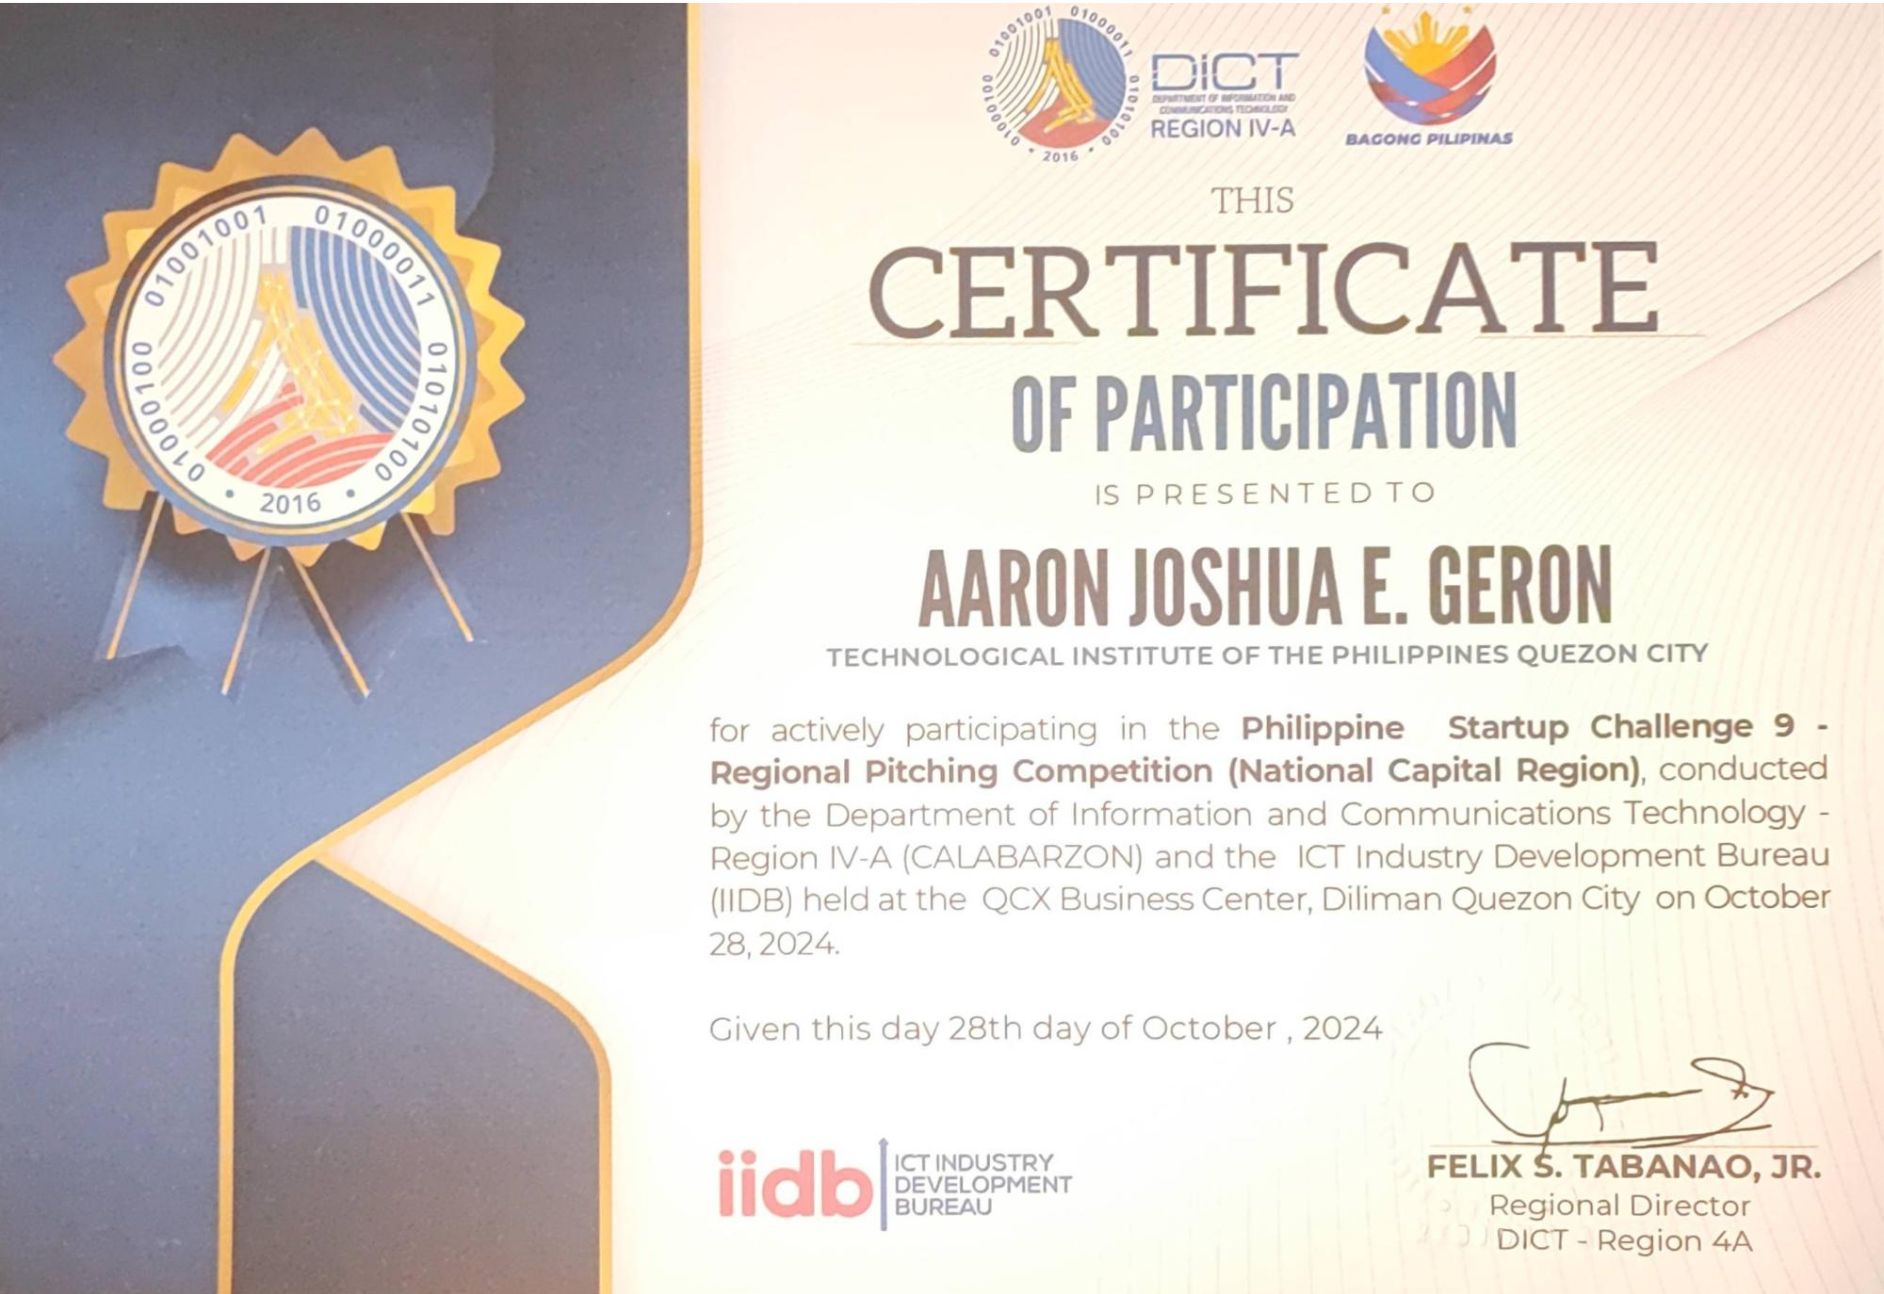 01001001 01000011 01010100 01000100 • 2016 •
DICT
DEPARTMENT OF INFORMATION AND
COMMUNICATIONS TECHNOLOGY
REGION IV-A
BAGONG PILIPINAS
01001001 01000011 01010100 01000100 • 2016 •
THIS
CERTIFICATE
OF PARTICIPATION
IS PRESENTED TO
AARON JOSHUA E. GERON
TECHNOLOGICAL INSTITUTE OF THE PHILIPPINES QUEZON CITY
for actively participating in the Philippine Startup Challenge 9 -
Regional Pitching Competition (National Capital Region), conducted
by the Department of Information and Communications Technology -
Region IV-A (CALABARZON) and the ICT Industry Development Bureau
(IIDB) held at the QCX Business Center, Diliman Quezon City on October
28, 2024.
Given this day 28th day of October , 2024
iidb
ICT INDUSTRY
DEVELOPMENT
BUREAU
FELIX S. TABANAO, JR.
Regional Director
DICT - Region 4A